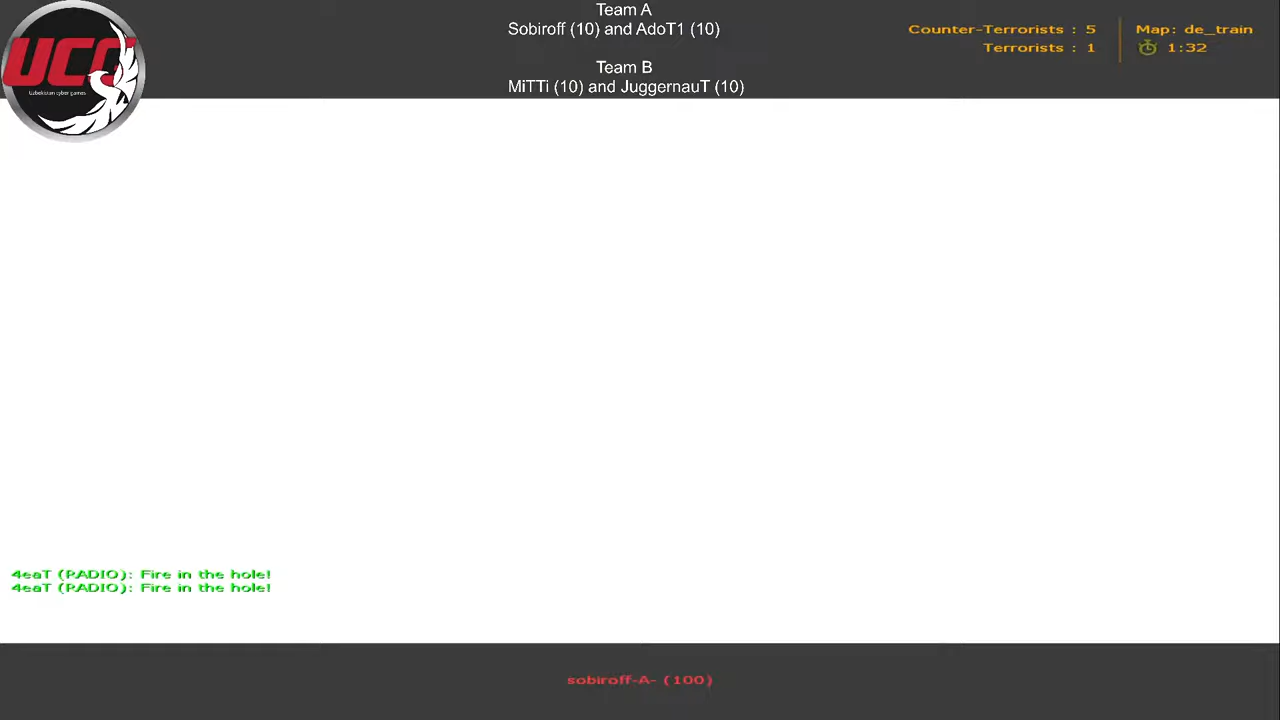 UCG
Uzbekistan cyber games
Team A
Sobiroff (10) and AdoT1 (10)
Team B
MiTTi (10) and JuggernauT (10)
Counter-Terrorists : 5
Terrorists : 1
Map: de_train
1:32
4eaT (RADIO): Fire in the hole!
4eaT (RADIO): Fire in the hole!
sobiroff-A- (100)